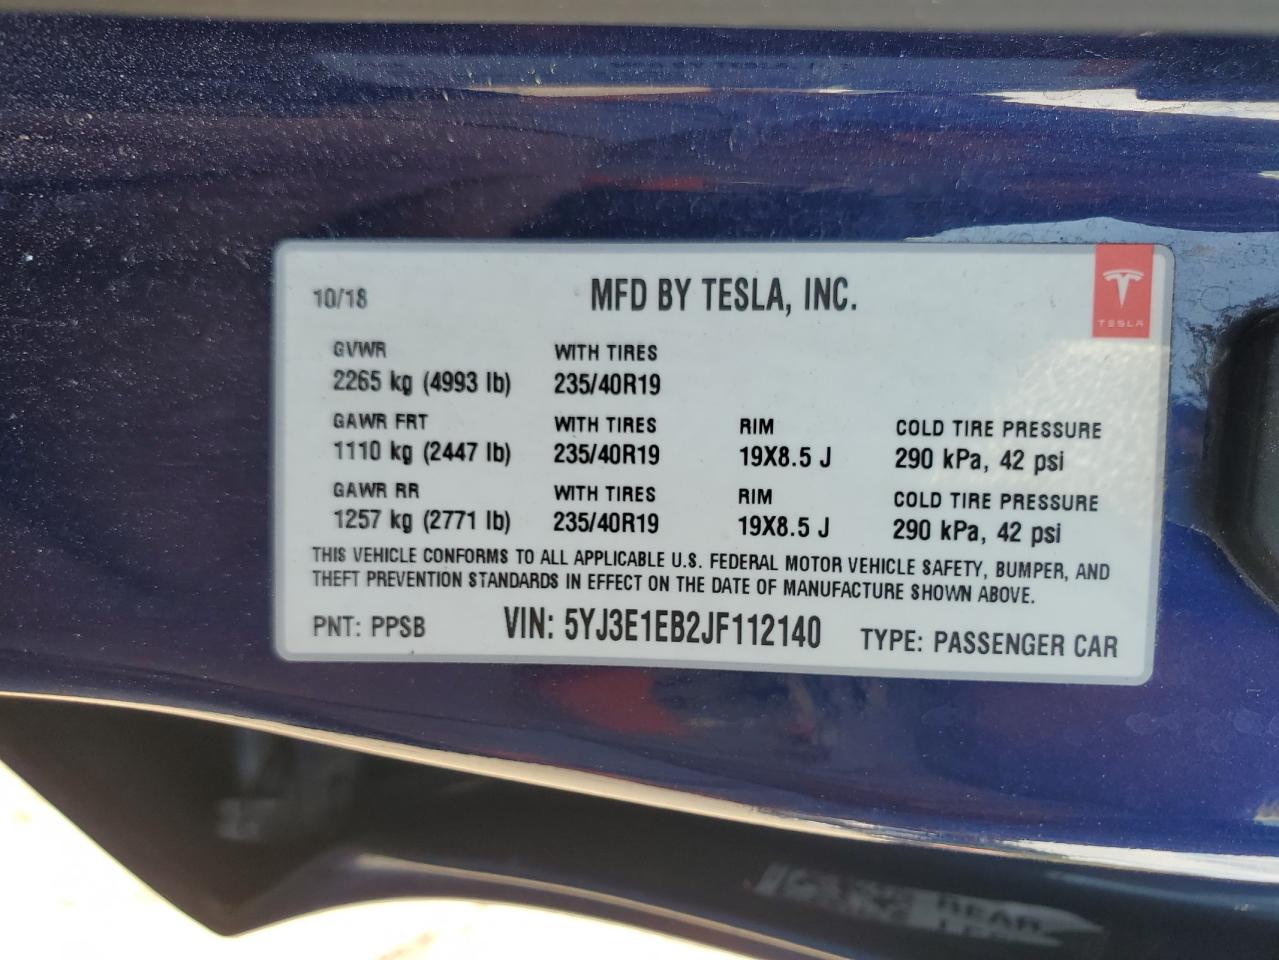 10/18 MFD BY TESLA, INC.
TESLA
GVWR WITH TIRES
2265 kg (4993 lb) 235/40R19
GAWR FRT WITH TIRES RIM COLD TIRE PRESSURE
1110 kg (2447 lb) 235/40R19 19X8.5 J 290 kPa, 42 psi
GAWR RR WITH TIRES RIM COLD TIRE PRESSURE
1257 kg (2771 lb) 235/40R19 19X8.5 J 290 kPa, 42 psi
THIS VEHICLE CONFORMS TO ALL APPLICABLE U.S. FEDERAL MOTOR VEHICLE SAFETY, BUMPER, AND
THEFT PREVENTION STANDARDS IN EFFECT ON THE DATE OF MANUFACTURE SHOWN ABOVE.
PNT: PPSB VIN: 5YJ3E1EB2JF112140 TYPE: PASSENGER CAR
REAR